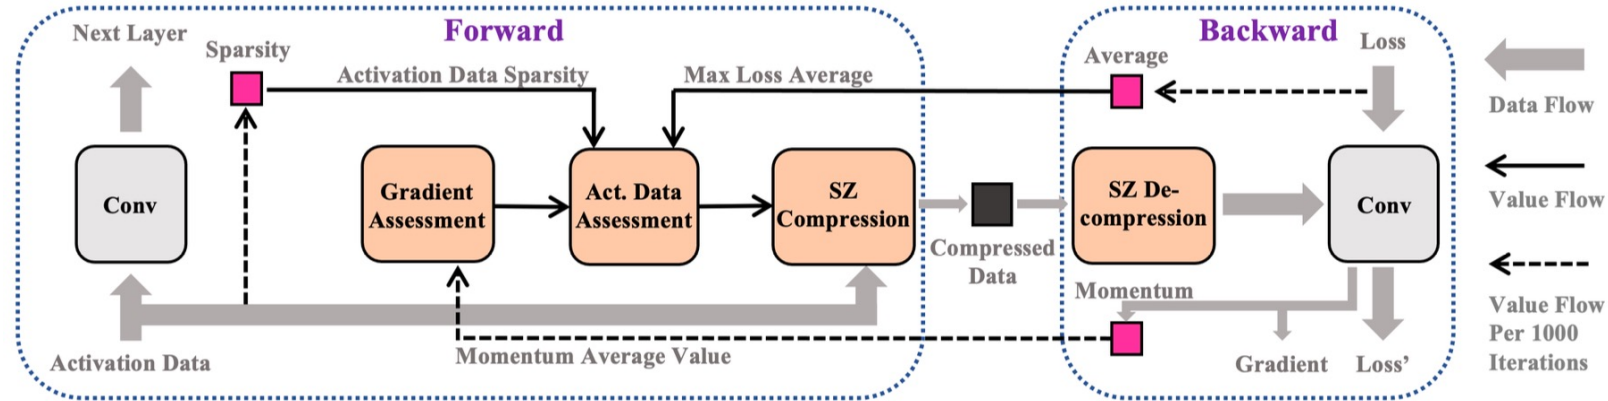 Forward
Backward
Next Layer
Sparsity
Activation Data Sparsity
Max Loss Average
Average
Loss
Data Flow
Conv
Gradient
Assessment
Act. Data
Assessment
SZ
Compression
Compressed
Data
SZ De-
compression
Conv
Value Flow
Momentum
Value Flow
Per 1000
Iterations
Activation Data
Momentum Average Value
Gradient
Loss’